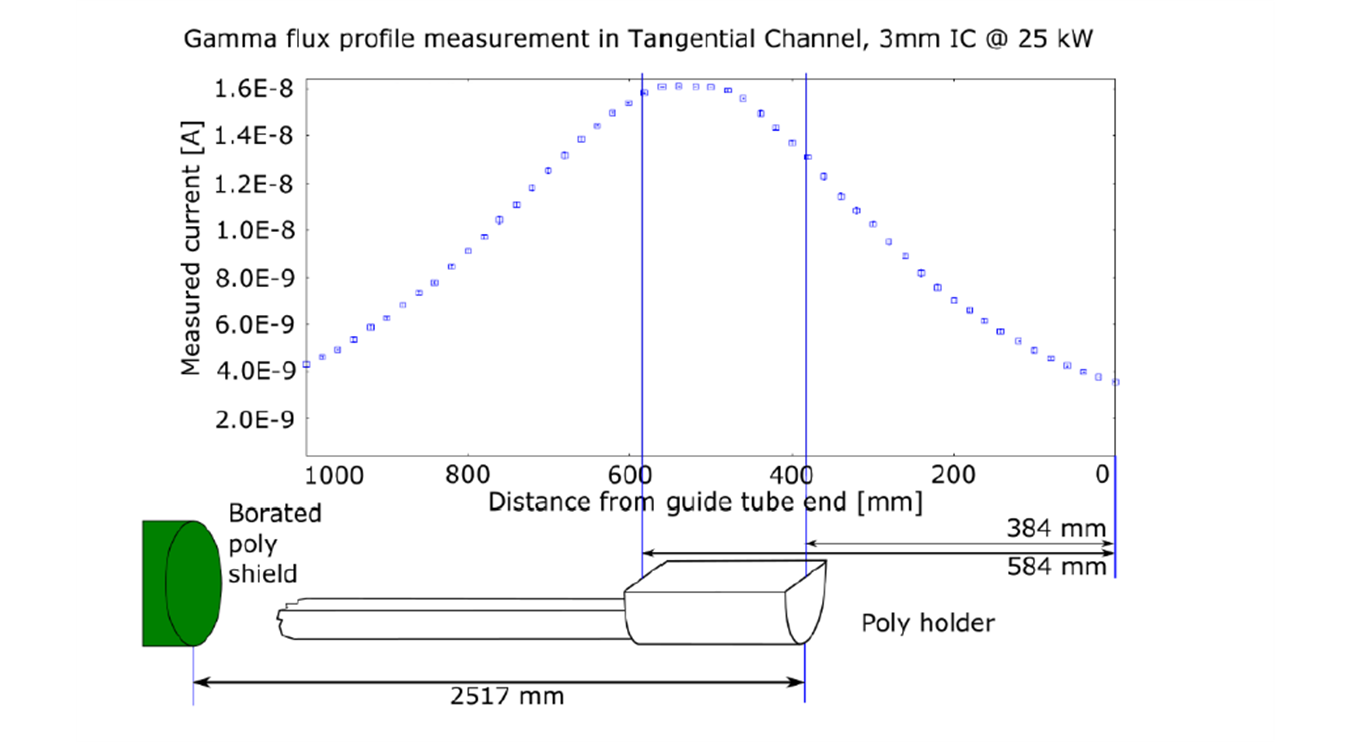 Gamma flux profile measurement in Tangential Channel, 3mm IC @ 25 kW
Measured current [A]
1.6E-8
1.4E-8
1.2E-8
1.0E-8
8.0E-9
6.0E-9
4.0E-9
2.0E-9
1000 800 600 400 200 0
Distance from guide tube end [mm]
Borated
poly
shield
384 mm
584 mm
Poly holder
2517 mm